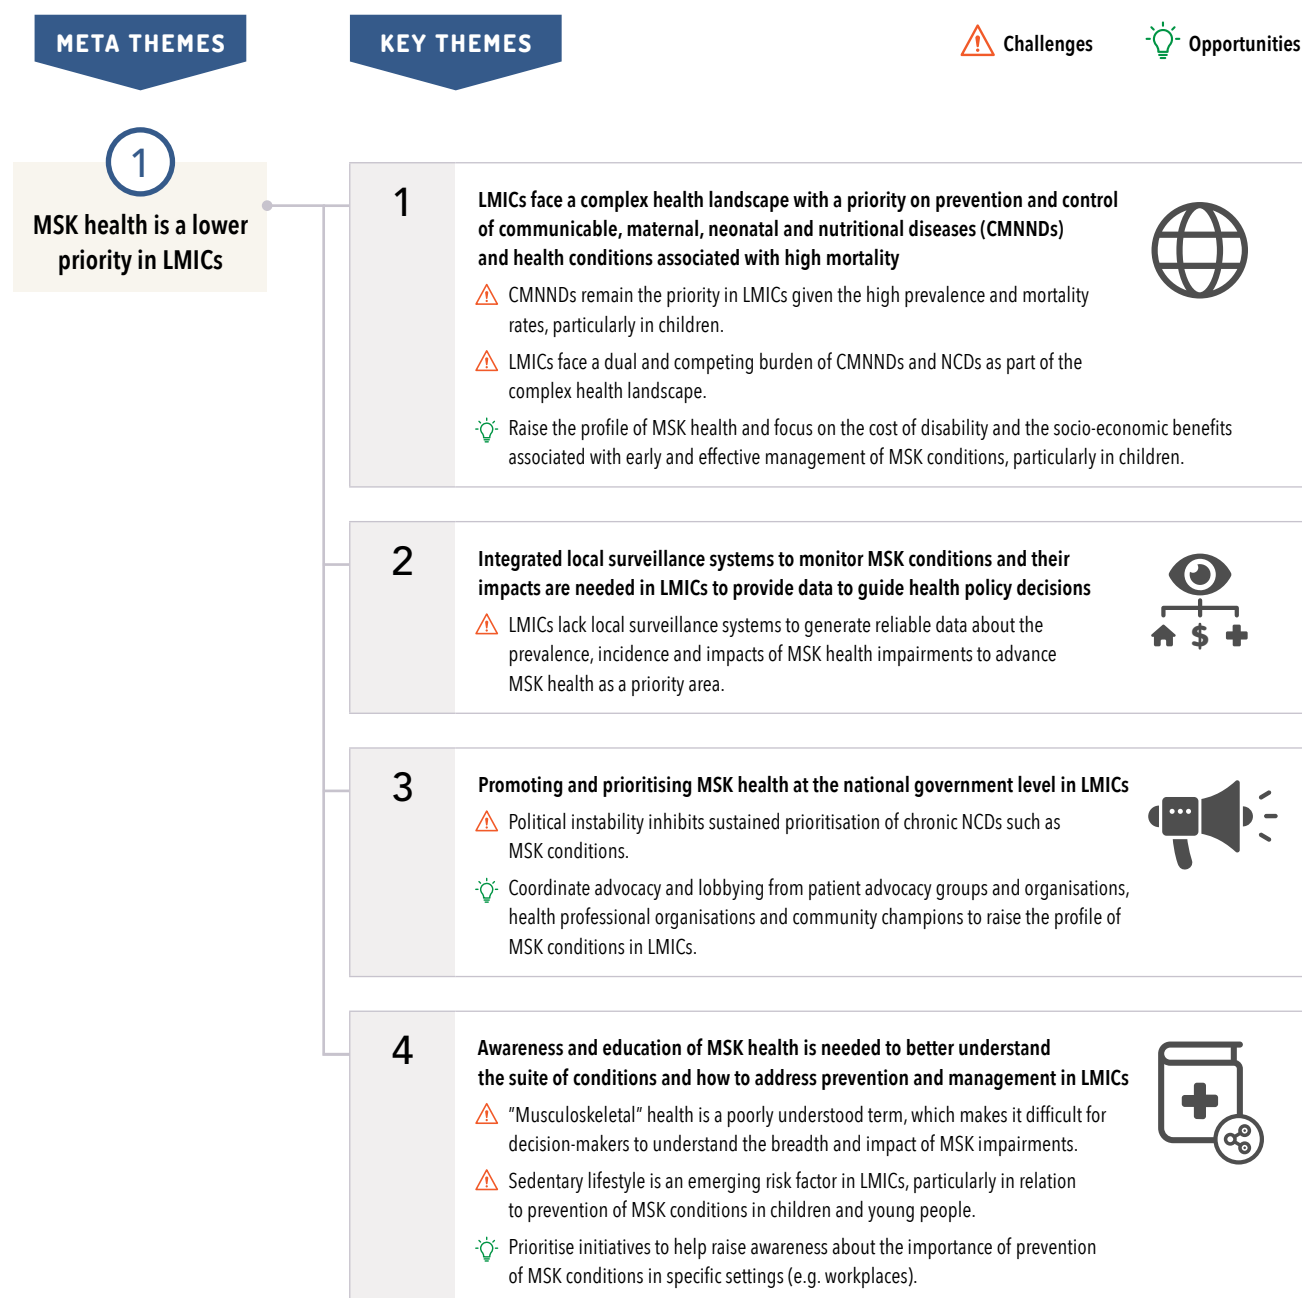 META THEMES
KEY THEMES
Challenges
Opportunities
1
MSK health is a lower
priority in LMICs
1
LMICs face a complex health landscape with a priority on prevention and control
of communicable, maternal, neonatal and nutritional diseases (CMNNDs)
and health conditions associated with high mortality
CMNNDs remain the priority in LMICs given the high prevalence and mortality
rates, particularly in children.
LMICs face a dual and competing burden of CMNNDs and NCDs as part of the
complex health landscape.
Raise the profile of MSK health and focus on the cost of disability and the socio-economic benefits
associated with early and effective management of MSK conditions, particularly in children.
2
Integrated local surveillance systems to monitor MSK conditions and their
impacts are needed in LMICs to provide data to guide health policy decisions
LMICs lack local surveillance systems to generate reliable data about the
prevalence, incidence and impacts of MSK health impairments to advance
MSK health as a priority area.
$
3
Promoting and prioritising MSK health at the national government level in LMICs
Political instability inhibits sustained prioritisation of chronic NCDs such as
MSK conditions.
Coordinate advocacy and lobbying from patient advocacy groups and organisations,
health professional organisations and community champions to raise the profile of
MSK conditions in LMICs.
4
Awareness and education of MSK health is needed to better understand
the suite of conditions and how to address prevention and management in LMICs
"Musculoskeletal" health is a poorly understood term, which makes it difficult for
decision-makers to understand the breadth and impact of MSK impairments.
Sedentary lifestyle is an emerging risk factor in LMICs, particularly in relation
to prevention of MSK conditions in children and young people.
Prioritise initiatives to help raise awareness about the importance of prevention
of MSK conditions in specific settings (e.g. workplaces).